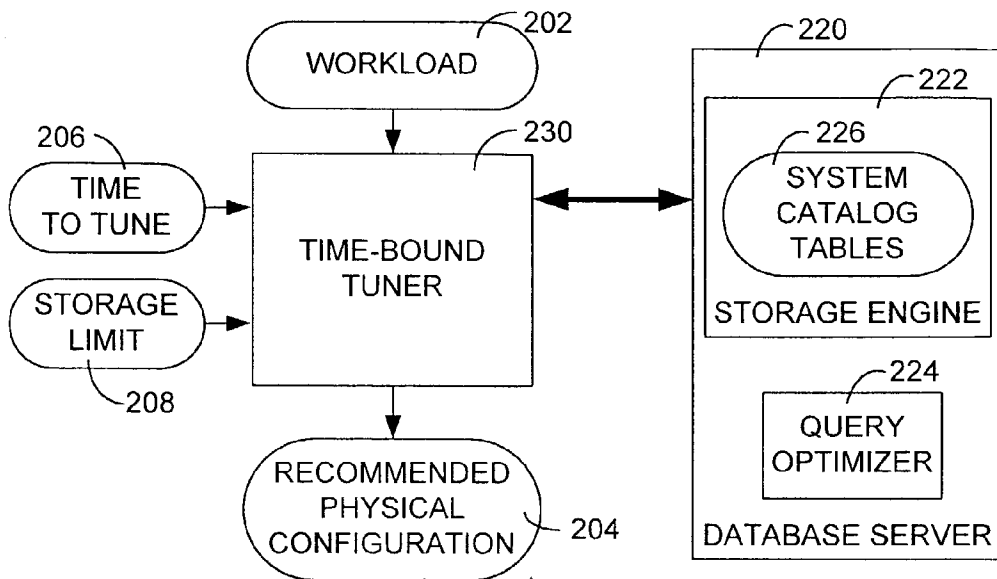 202
WORKLOAD
220
222
206
230
226
TIME
TO TUNE
SYSTEM
CATALOG
TABLES
TIME-BOUND
TUNER
STORAGE
LIMIT
STORAGE ENGINE
208
224
QUERY
OPTIMIZER
RECOMMENDED
PHYSICAL
CONFIGURATION
204
DATABASE SERVER